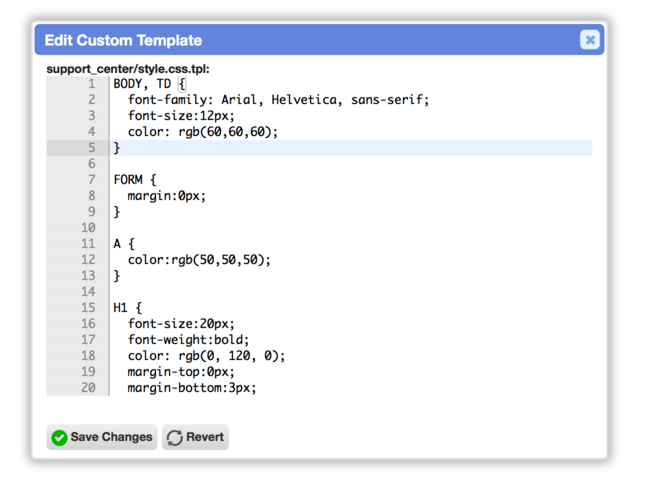 Edit Custom Template
support_center/style.css.tpl:
1 BODY, TD {
2   font-family: Arial, Helvetica, sans-serif;
3   font-size:12px;
4   color: rgb(60,60,60);
5 }
6
7 FORM {
8   margin:0px;
9 }
10
11 A {
12   color:rgb(50,50,50);
13 }
14
15 H1 {
16   font-size:20px;
17   font-weight:bold;
18   color: rgb(0, 120, 0);
19   margin-top:0px;
20   margin-bottom:3px;
Save Changes Revert